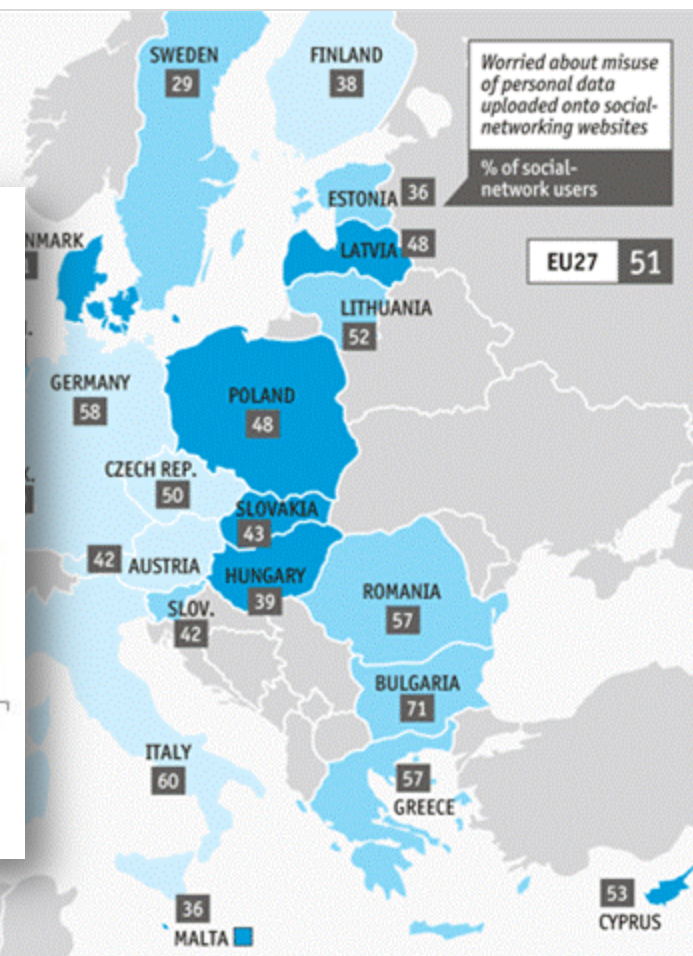 SWEDEN
29
FINLAND
38
Worried about misuse
of personal data
uploaded onto social-
networking websites
% of social-
network users
ESTONIA 36
NMARK
LATVIA 48
EU27 51
LITHUANIA
52
GERMANY
58
POLAND
48
CZECH REP.
50
SLOVAKIA
43
42 AUSTRIA
HUNGARY
39
SLOV.
42
ROMANIA
57
BULGARIA
71
ITALY
60
57
GREECE
53
CYPRUS
36
MALTA